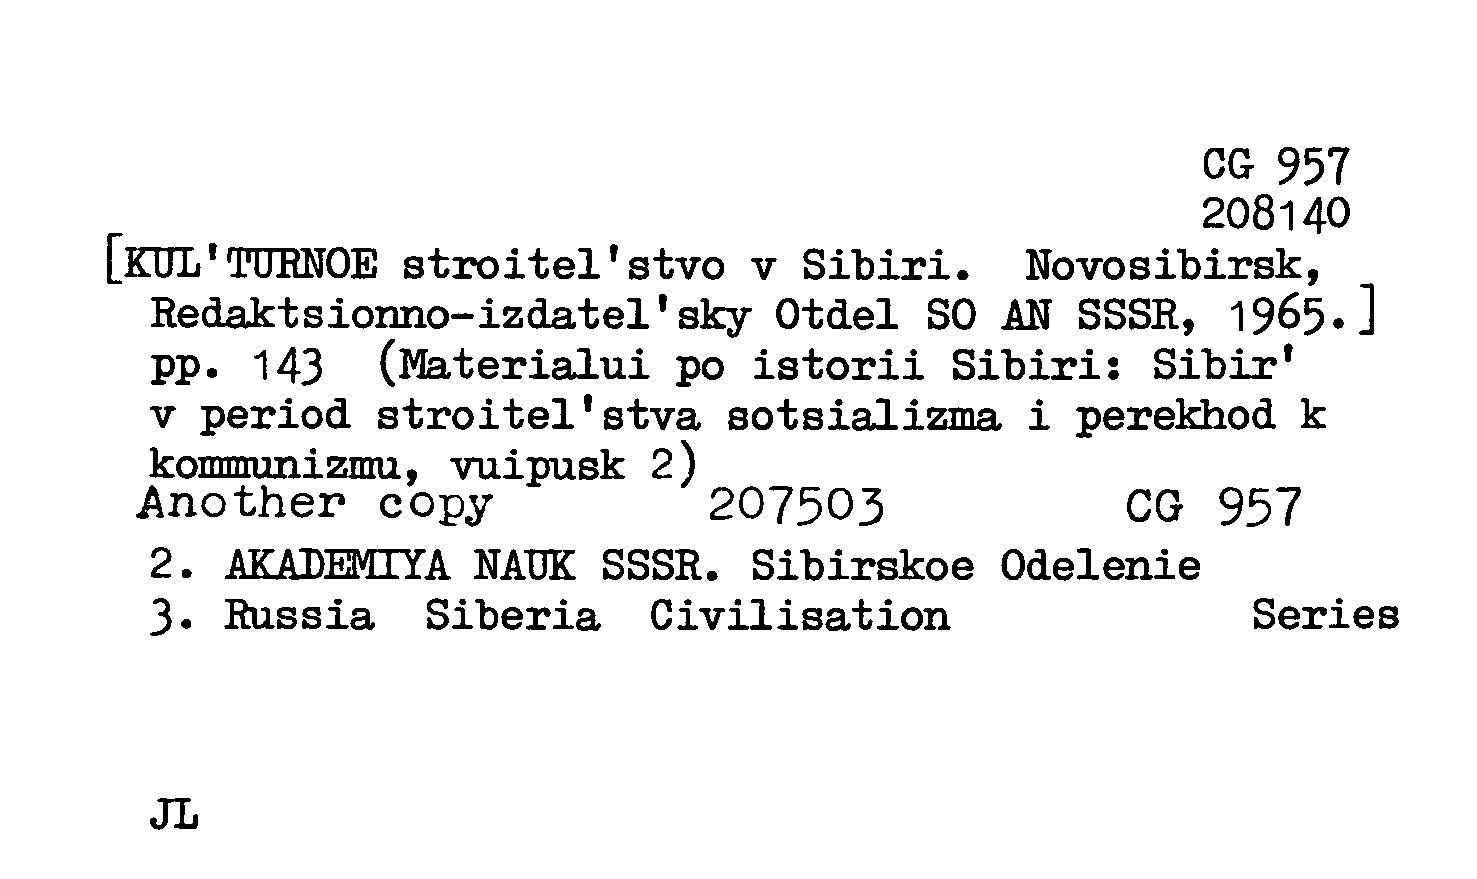 CG 957
208140
[KUL'TURNOE stroitel'stvo v Sibiri. Novosibirsk,
Redaktsionno-izdatel'sky Otdel SO AN SSSR, 1965.]
pp. 143 (Materialui po istorii Sibiri: Sibir'
v period stroitel'stva sotsializma i perekhod k
kommunizmu, vuipusk 2)
Another copy 207503 CG 957
2. AKADEMIYA NAUK SSSR. Sibirskoe Odelenie
3. Russia Siberia Civilisation Series
JL